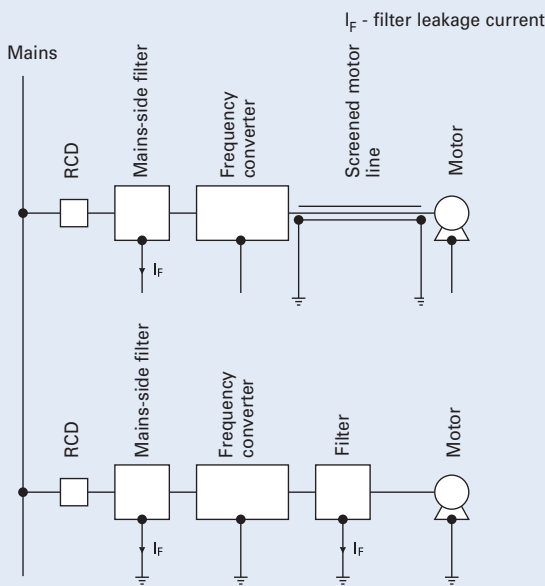 I_F - filter leakage current
Mains
RCD
Mains-side filter
Frequency
converter
Screened motor
line
Motor
I_F
RCD
Mains-side filter
Frequency
converter
Filter
Motor
I_F
I_F